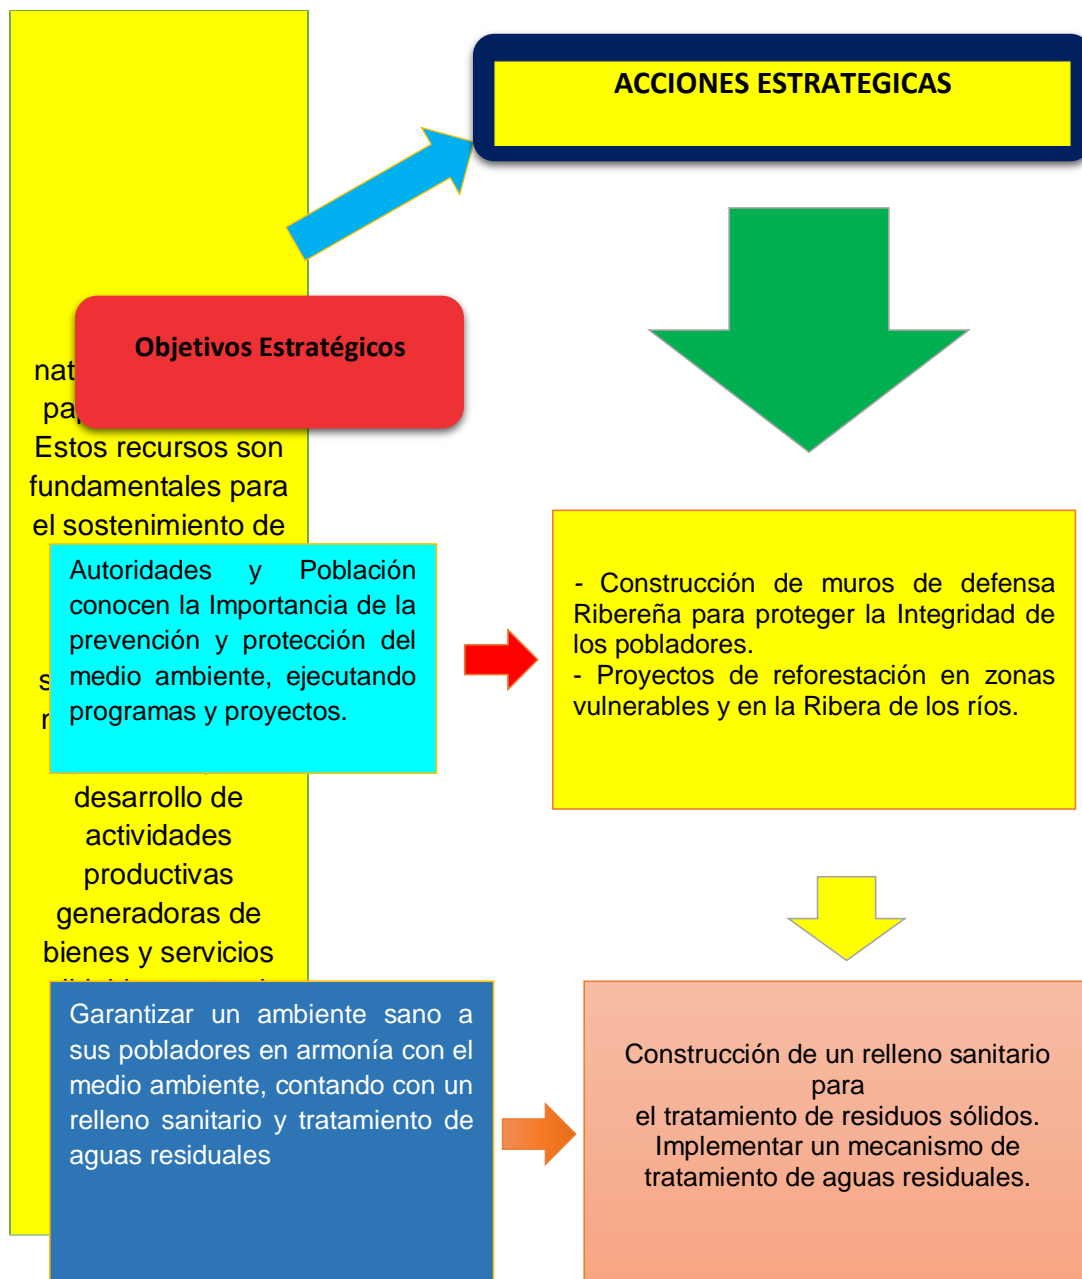 ACCIONES ESTRATEGICAS
Objetivos Estratégicos
Estos recursos son
fundamentales para
el sostenimiento de
Autoridades y Población
conocen la Importancia de la
prevención y protección del
medio ambiente, ejecutando
programas y proyectos.
- Construcción de muros de defensa
Ribereña para proteger la Integridad de
los pobladores.
- Proyectos de reforestación en zonas
vulnerables y en la Ribera de los ríos.
desarrollo de
actividades
productivas
generadoras de
bienes y servicios
Garantizar un ambiente sano a
sus pobladores en armonía con el
medio ambiente, contando con un
relleno sanitario y tratamiento de
aguas residuales
Construcción de un relleno sanitario
para
el tratamiento de residuos sólidos.
Implementar un mecanismo de
tratamiento de aguas residuales.